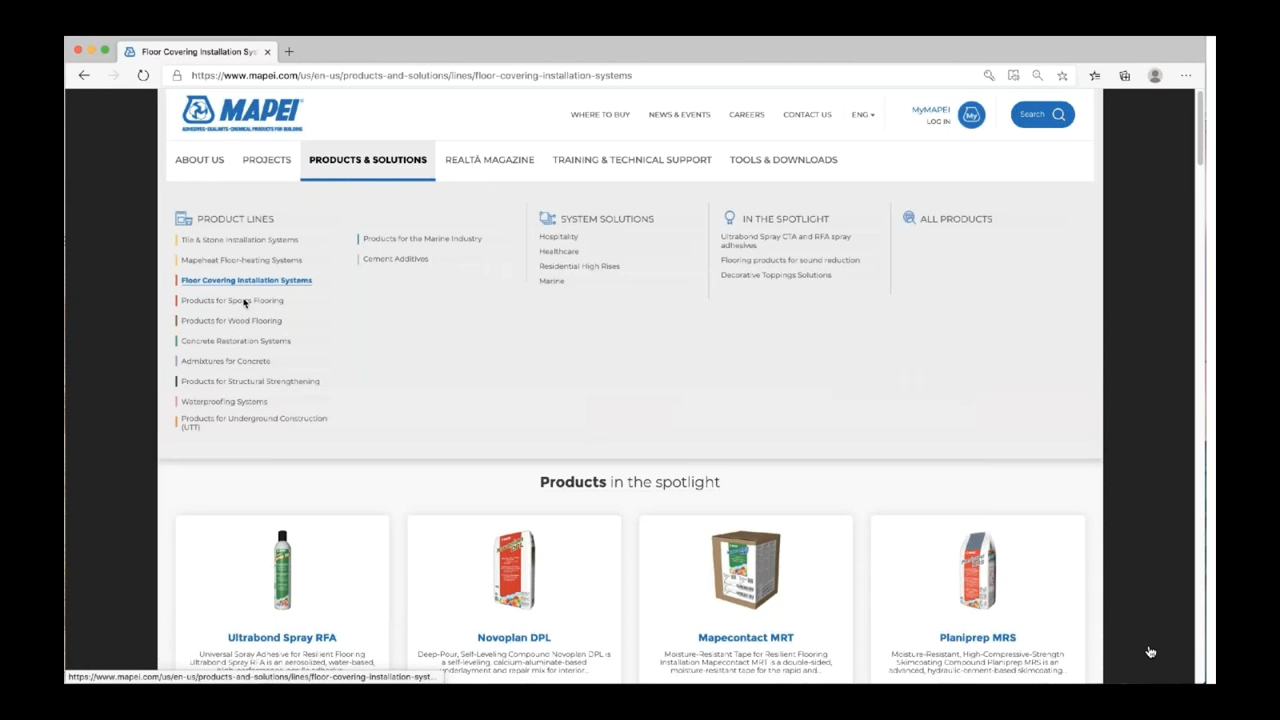 Floor Covering Installation Sys
https://www.mapei.com/us/en-us/products-and-solutions/lines/floor-covering-installation-systems
MAPEI
ADHESIVES • SEALANTS • CHEMICAL PRODUCTS FOR BUILDING
WHERE TO BUY
NEWS & EVENTS
CAREERS
CONTACT US
ENG
MyMAPEI
LOG IN
My
Search
ABOUT US
PROJECTS
PRODUCTS & SOLUTIONS
REALTÀ MAGAZINE
TRAINING & TECHNICAL SUPPORT
TOOLS & DOWNLOADS
PRODUCT LINES
Tile & Stone Installation Systems
Mapeheat Floor-heating Systems
Floor Covering Installation Systems
Products for Sports Flooring
Products for Wood Flooring
Concrete Restoration Systems
Admixtures for Concrete
Products for Structural Strengthening
Waterproofing Systems
Products for Underground Construction
(UTT)
Products for the Marine Industry
Cement Additives
SYSTEM SOLUTIONS
Hospitality
Healthcare
Residential High Rises
Marine
IN THE SPOTLIGHT
Ultrabond Spray CTA and RFA spray
adhesives
Flooring products for sound reduction
Decorative Toppings Solutions
ALL PRODUCTS
Products in the spotlight
Ultrabond Spray RFA
Universal Spray Adhesive for Resilient Flooring
Ultrabond Spray RFA is an aerosolized, water-based,
Novoplan DPL
Deep-Pour, Self-Leveling Compound Novoplan DPL is
a self-leveling, calcium-aluminate-based
underlayment and repair mix for interior...
Mapecontact MRT
Moisture-Resistant Tape for Resilient Flooring
Installation Mapecontact MRT is a double-sided,
moisture-resistant tape for the rapid and...
Planiprep MRS
Moisture-Resistant, High-Compressive-Strength
Skimcoating Compound Planiprep MRS is an
advanced, hydraulic-cement-based skimcoating...
https://www.mapei.com/us/en-us/products-and-solutions/lines/floor-covering-installation-syst...